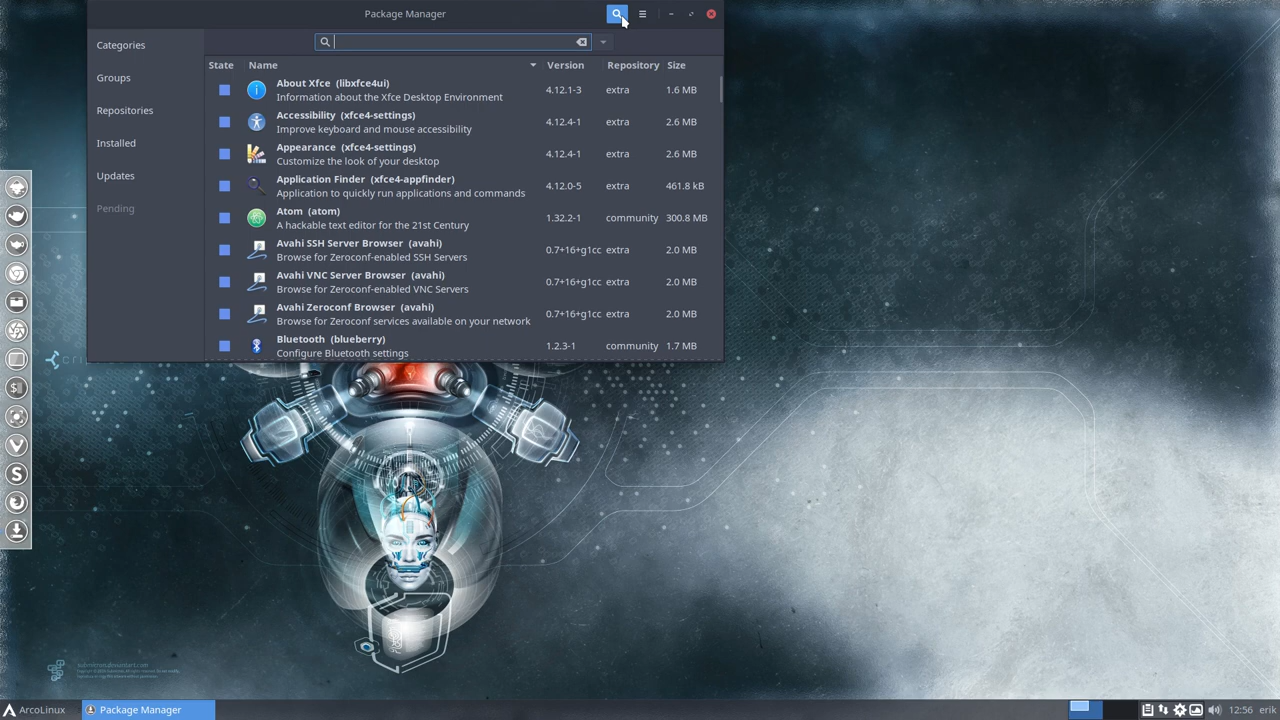 Package Manager
Categories
Groups
Repositories
Installed
Updates
Pending
State Name Version Repository Size
About Xfce (libxfce4ui)
Information about the Xfce Desktop Environment
4.12.1-3 extra 1.6 MB
Accessibility (xfce4-settings)
Improve keyboard and mouse accessibility
4.12.4-1 extra 2.6 MB
Appearance (xfce4-settings)
Customize the look of your desktop
4.12.4-1 extra 2.6 MB
Application Finder (xfce4-appfinder)
Application to quickly run applications and commands
4.12.0-5 extra 461.8 kB
Atom (atom)
A hackable text editor for the 21st Century
1.32.2-1 community 300.8 MB
Avahi SSH Server Browser (avahi)
Browse for Zeroconf-enabled SSH Servers
0.7+16+g1cc extra 2.0 MB
Avahi VNC Server Browser (avahi)
Browse for Zeroconf-enabled VNC Servers
0.7+16+g1cc extra 2.0 MB
Avahi Zeroconf Browser (avahi)
Browse for Zeroconf services available on your network
0.7+16+g1cc extra 2.0 MB
Bluetooth (blueberry)
Configure Bluetooth settings
1.2.3-1 community 1.7 MB
ArcoLinux
Package Manager
12:56 erik